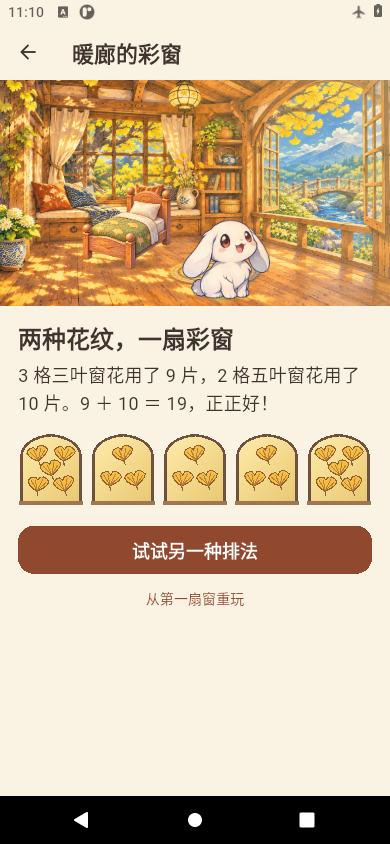 11:10
暖廊的彩窗
两种花纹，一扇彩窗
3 格三叶窗花用了 9 片，2 格五叶窗花用了
10 片。9 ＋ 10 ＝ 19，正正好！
试试另一种排法
从第一扇窗重玩